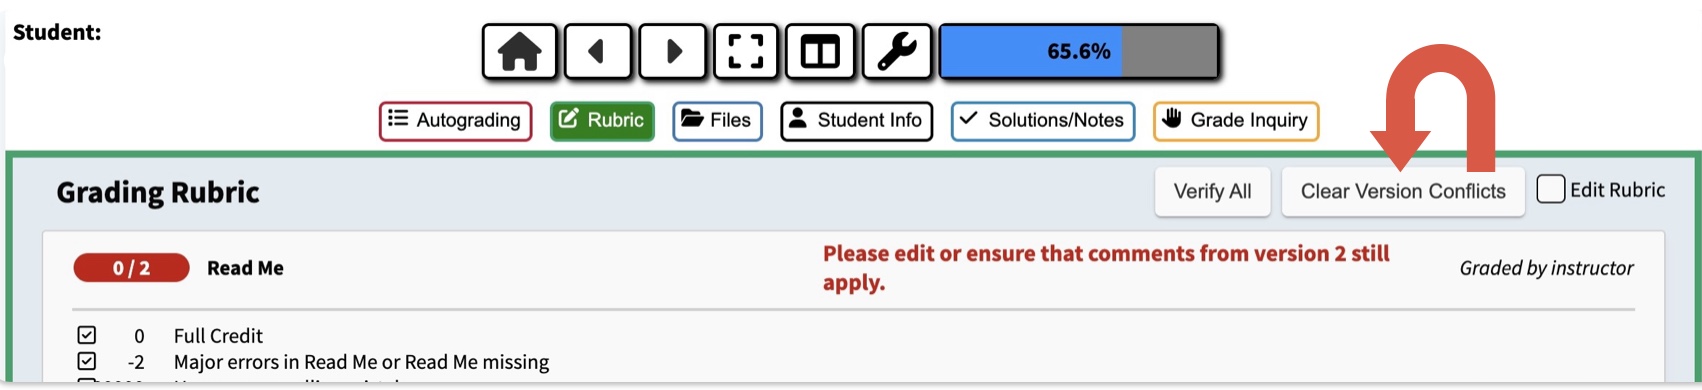 Student:
65.6%
Autograding Rubric Files Student Info Solutions/Notes Grade Inquiry
Grading Rubric Verify All Clear Version Conflicts Edit Rubric
0 / 2 Read Me Please edit or ensure that comments from version 2 still
apply.
Graded by instructor
0 Full Credit
-2 Major errors in Read Me or Read Me missing